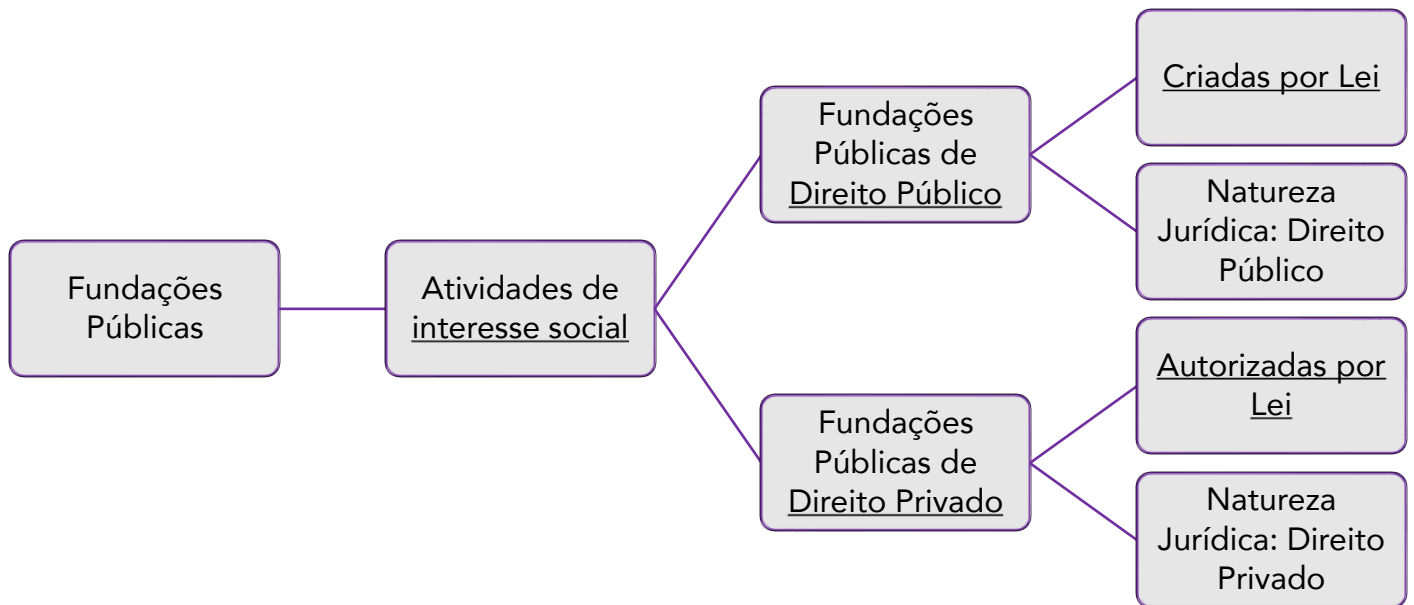 Fundações
Públicas
Atividades de
interesse social
Fundações
Públicas de
Direito Público
Criadas por Lei
Natureza
Jurídica: Direito
Público
Fundações
Públicas de
Direito Privado
Autorizadas por
Lei
Natureza
Jurídica: Direito
Privado